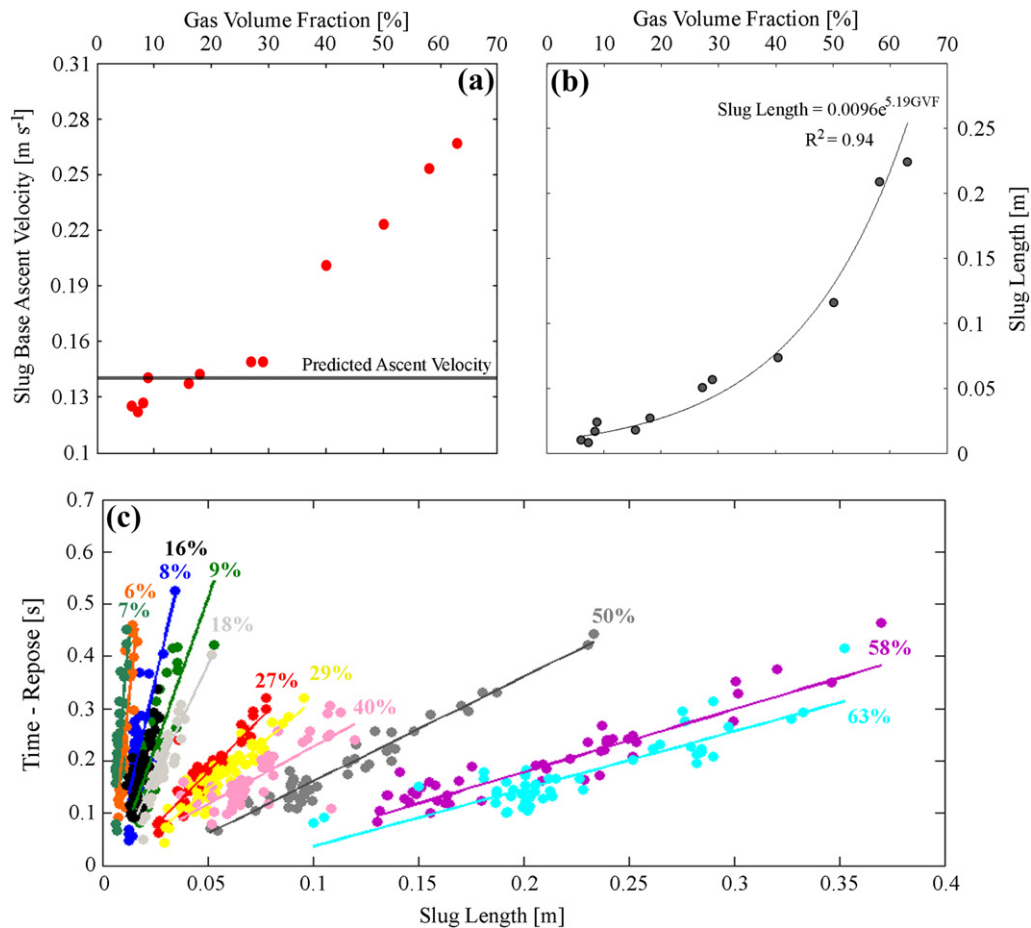 Gas Volume Fraction [%]
0 10 20 30 40 50 60 70
(a)
0.31
0.28
0.25
0.22
0.19
0.16
0.13
0.1
Slug Base Ascent Velocity [m s-1]
Predicted Ascent Velocity
Gas Volume Fraction [%]
0 10 20 30 40 50 60 70
(b)
Slug Length = 0.0096e^5.19GVF
R² = 0.94
0.25
0.2
0.15
0.1
0.05
0
Slug Length [m]
(c)
0.7
0.6
0.5
0.4
0.3
0.2
0.1
0
Time - Repose [s]
16%
8%
9%
6%
7%
18%
27%
29%
40%
50%
58%
63%
0 0.05 0.1 0.15 0.2 0.25 0.3 0.35 0.4
Slug Length [m]